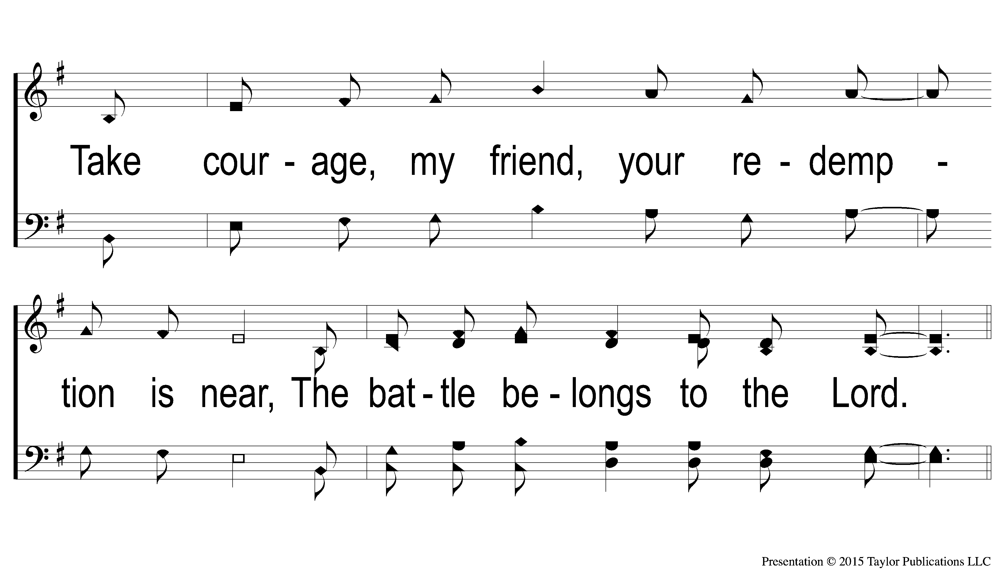 Take cour - age, my friend, your re - demp -
tion is near, The bat - tle be - longs to the Lord.
Presentation © 2015 Taylor Publications LLC